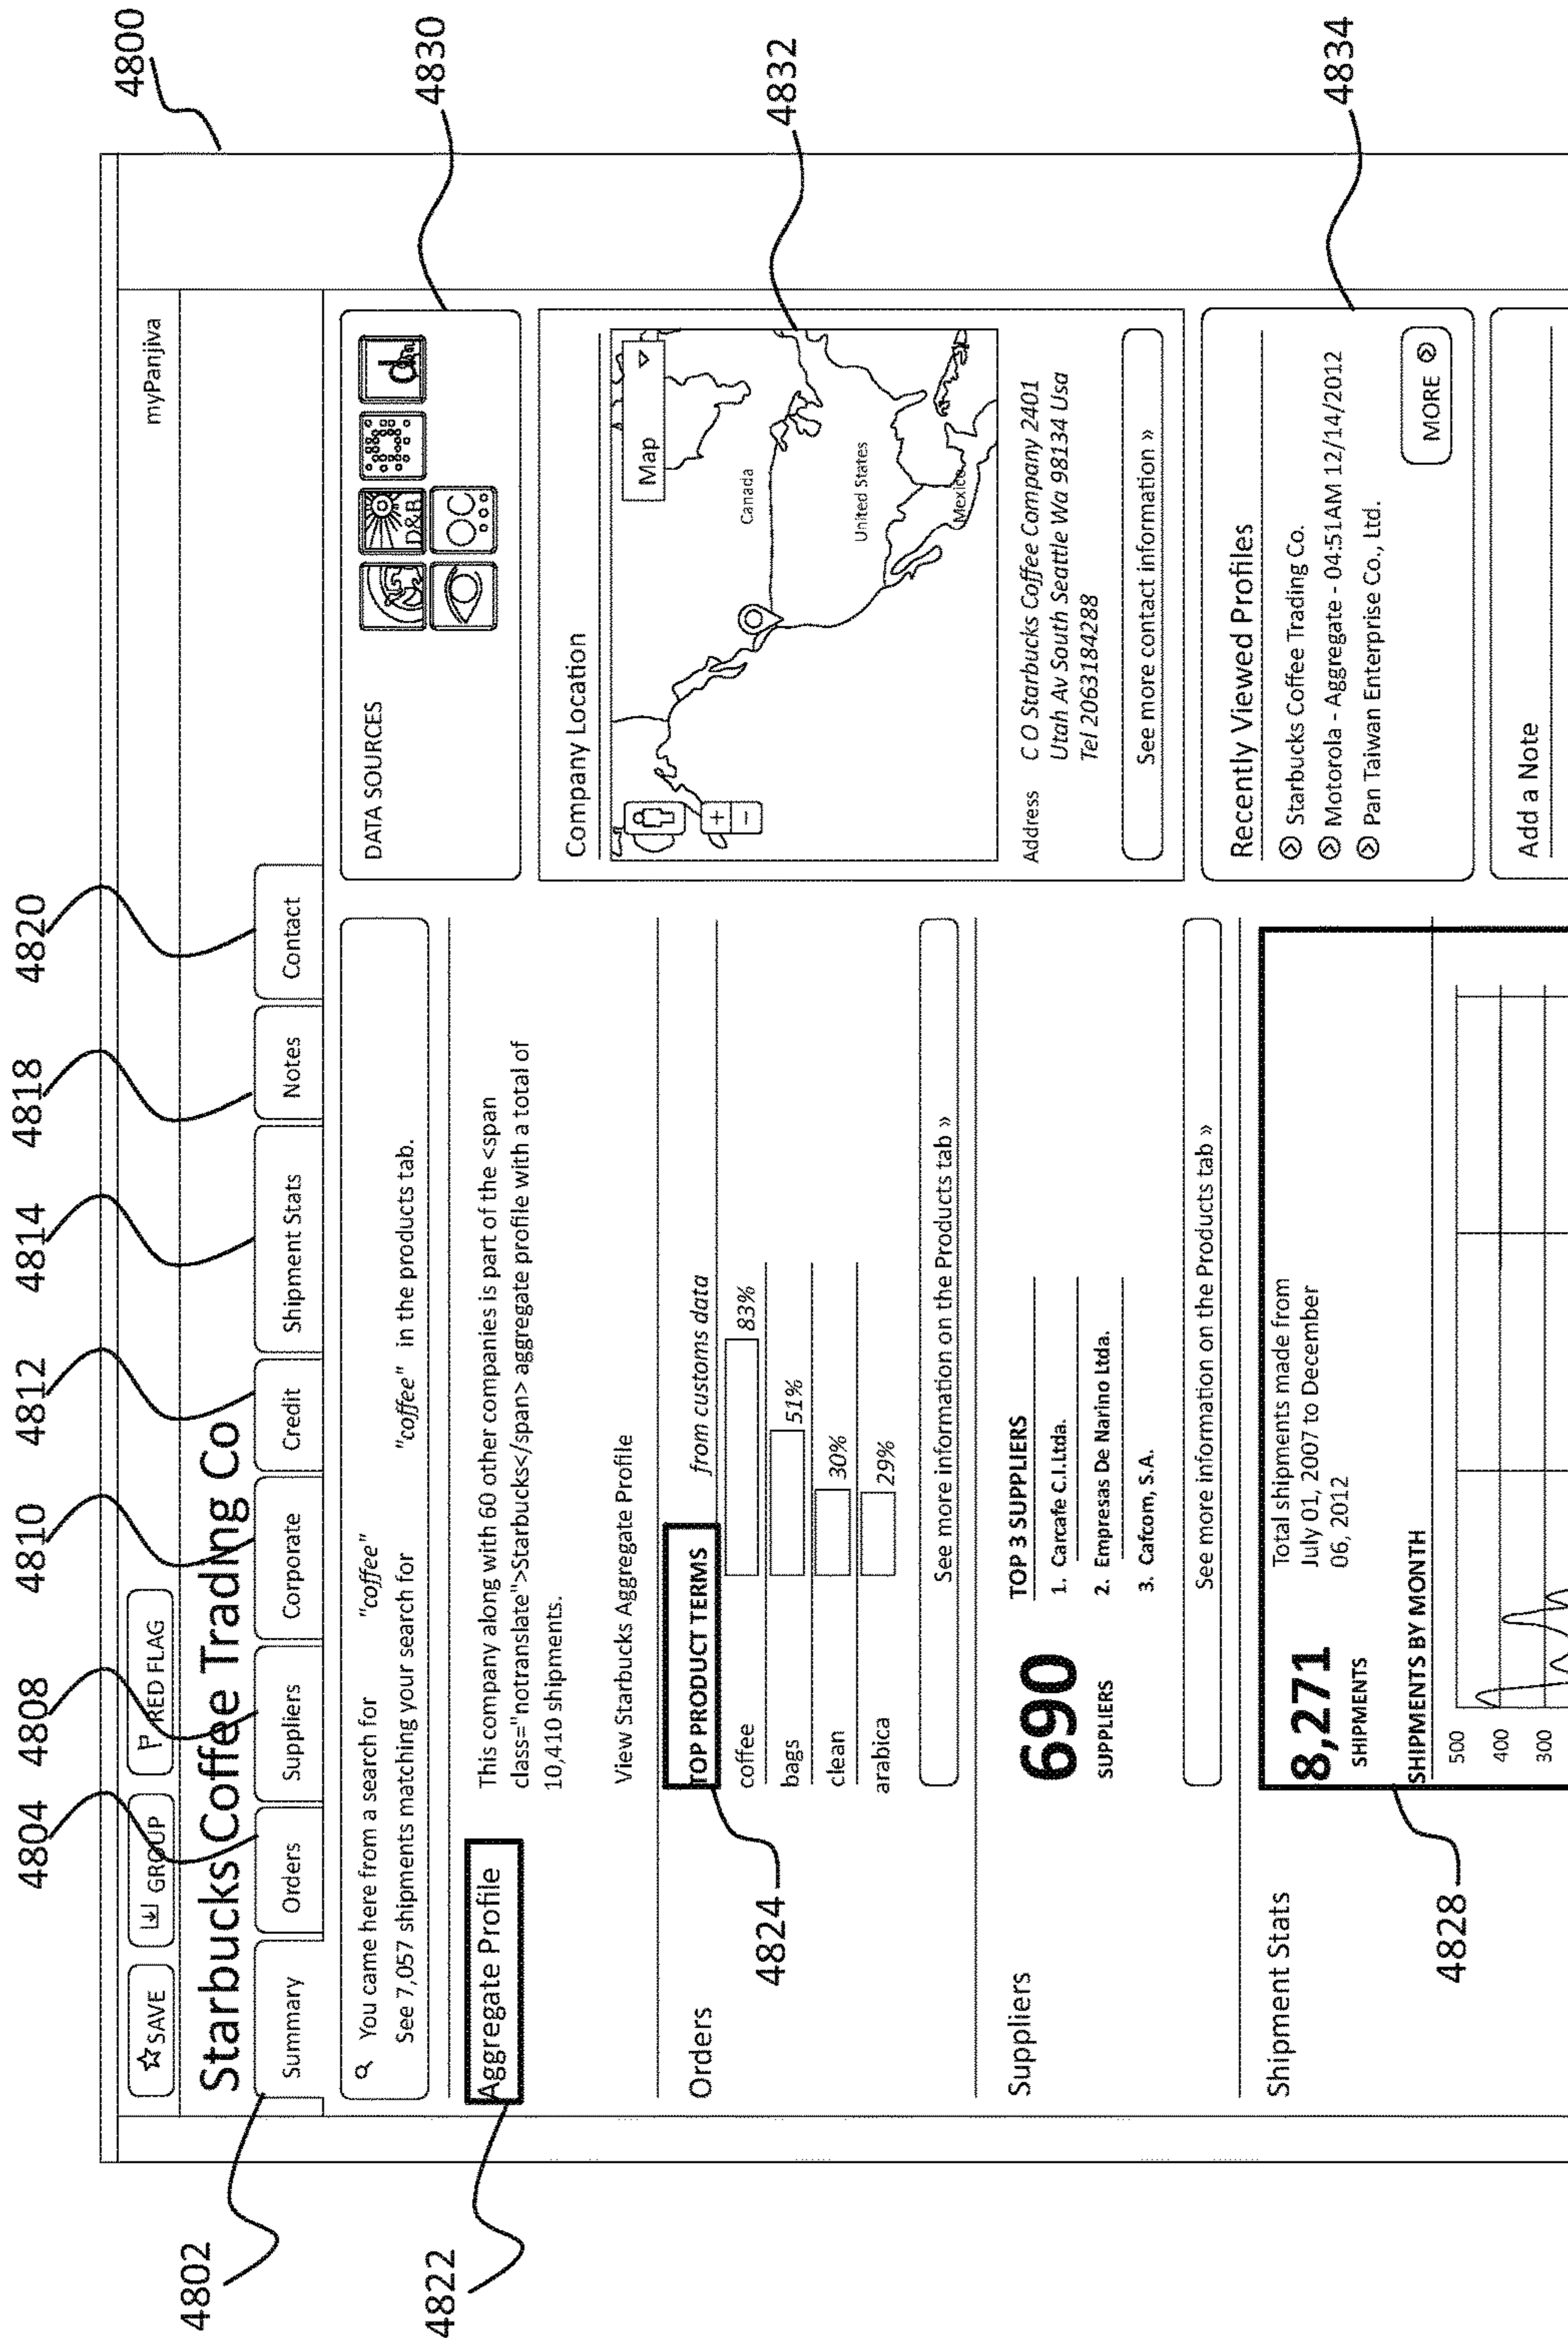 4800
4804 4808 4810 4812 4814 4818 4820
4802
SAVE
GROUP
RED FLAG
myPanjiva
Starbucks Coffee Trading Co
Summary
Orders
Suppliers
Corporate
Credit
Shipment Stats
Notes
Contact
You came here from a search for "coffee"
See 7,057 shipments matching your search for "coffee" in the products tab.
4822
Aggregate Profile
This company along with 60 other companies is part of the <span
class="notranslate">Starbucks</span> aggregate profile with a total of
10,410 shipments.
View Starbucks Aggregate Profile
Orders
4824
TOP PRODUCT TERMS from customs data
coffee 83%
bags 51%
clean 30%
arabica 29%
See more information on the Products tab »
Suppliers
690
SUPPLIERS
TOP 3 SUPPLIERS
1. Carcafe C.I.Ltda.
2. Empresas De Narino Ltda.
3. Cafcom, S.A.
See more information on the Products tab »
Shipment Stats
4828
8,271
SHIPMENTS
Total shipments made from
July 01, 2007 to December
06, 2012
SHIPMENTS BY MONTH
500
400
300
DATA SOURCES
D&B
OC
4830
Company Location
4832
Map
Canada
United States
Mexico
+
−
Address C O Starbucks Coffee Company 2401
Utah Av South Seattle Wa 98134 Usa
Tel 2063184288
See more contact information »
4834
Recently Viewed Profiles
Starbucks Coffee Trading Co.
Motorola - Aggregate - 04:51AM 12/14/2012
Pan Taiwan Enterprise Co., Ltd.
MORE
Add a Note